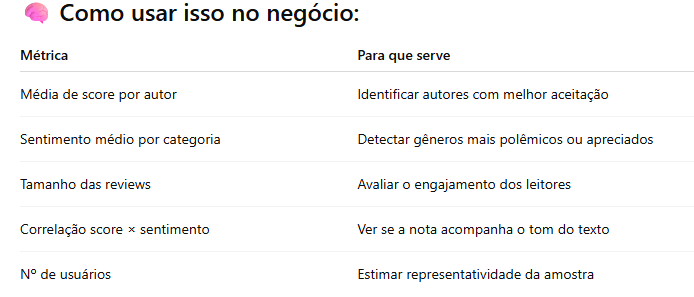 🧠 Como usar isso no negócio:
Métrica Para que serve
Média de score por autor Identificar autores com melhor aceitação
Sentimento médio por categoria Detectar gêneros mais polêmicos ou apreciados
Tamanho das reviews Avaliar o engajamento dos leitores
Correlação score × sentimento Ver se a nota acompanha o tom do texto
Nº de usuários Estimar representatividade da amostra